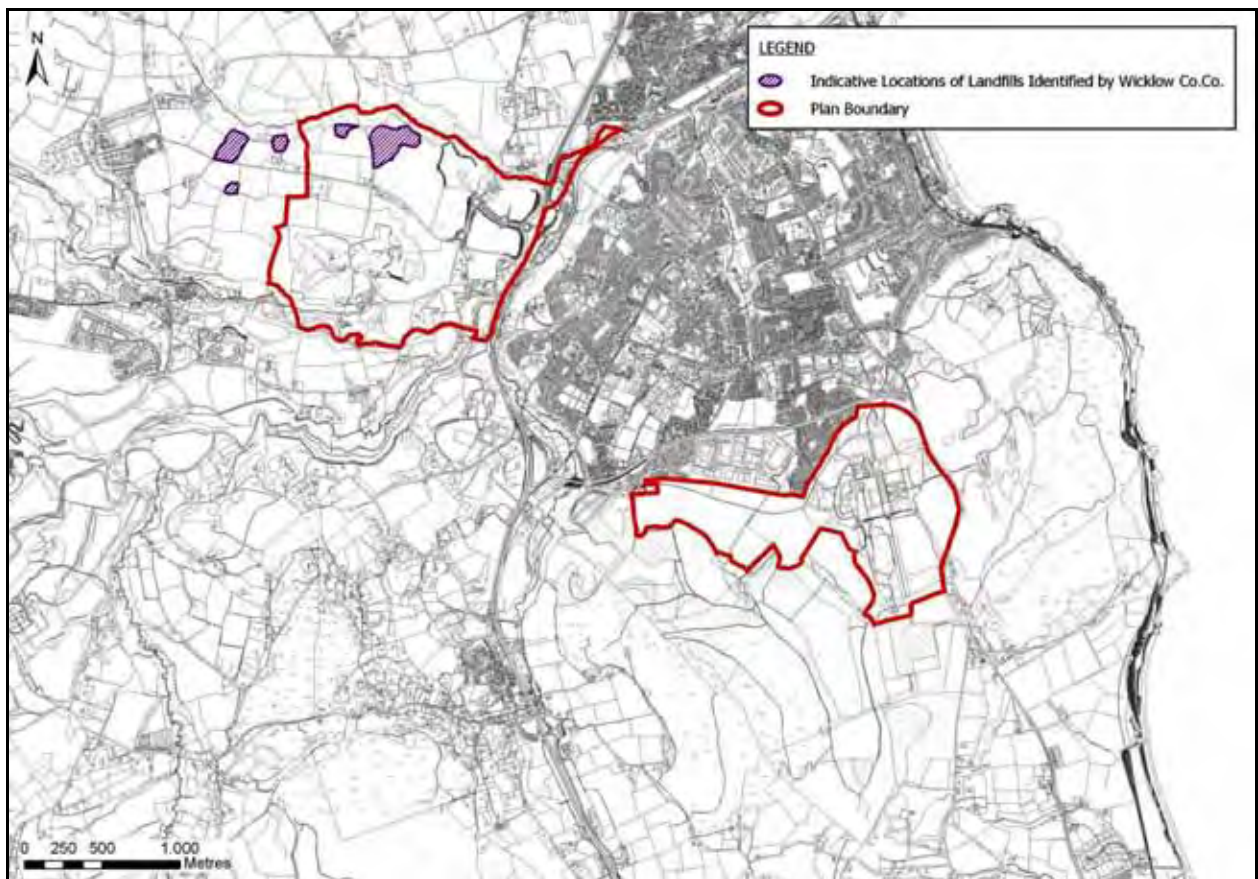 N
LEGEND
Indicative Locations of Landfills Identified by Wicklow Co.Co.
Plan Boundary
0 250 500 1.000
Metres